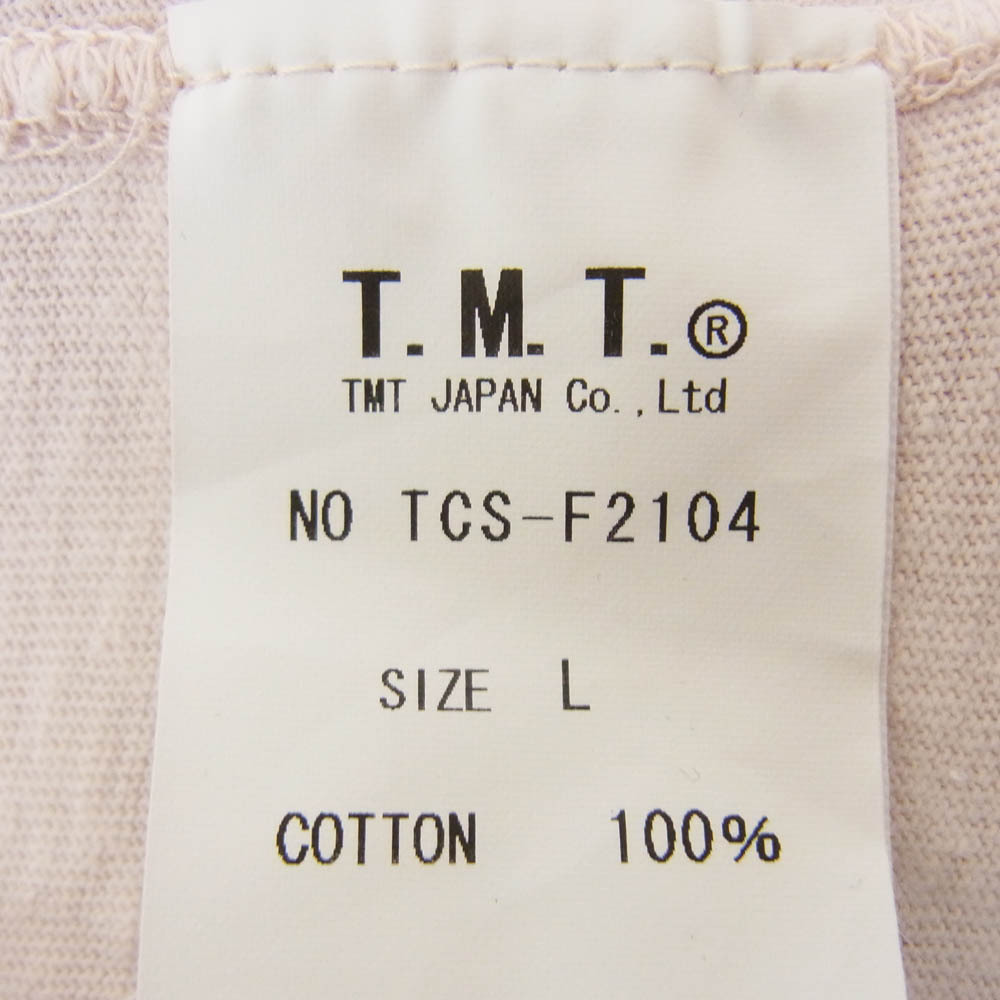 T.M.T.®
TMT JAPAN Co.,Ltd
NO TCS-F2104
SIZE L
COTTON 100%